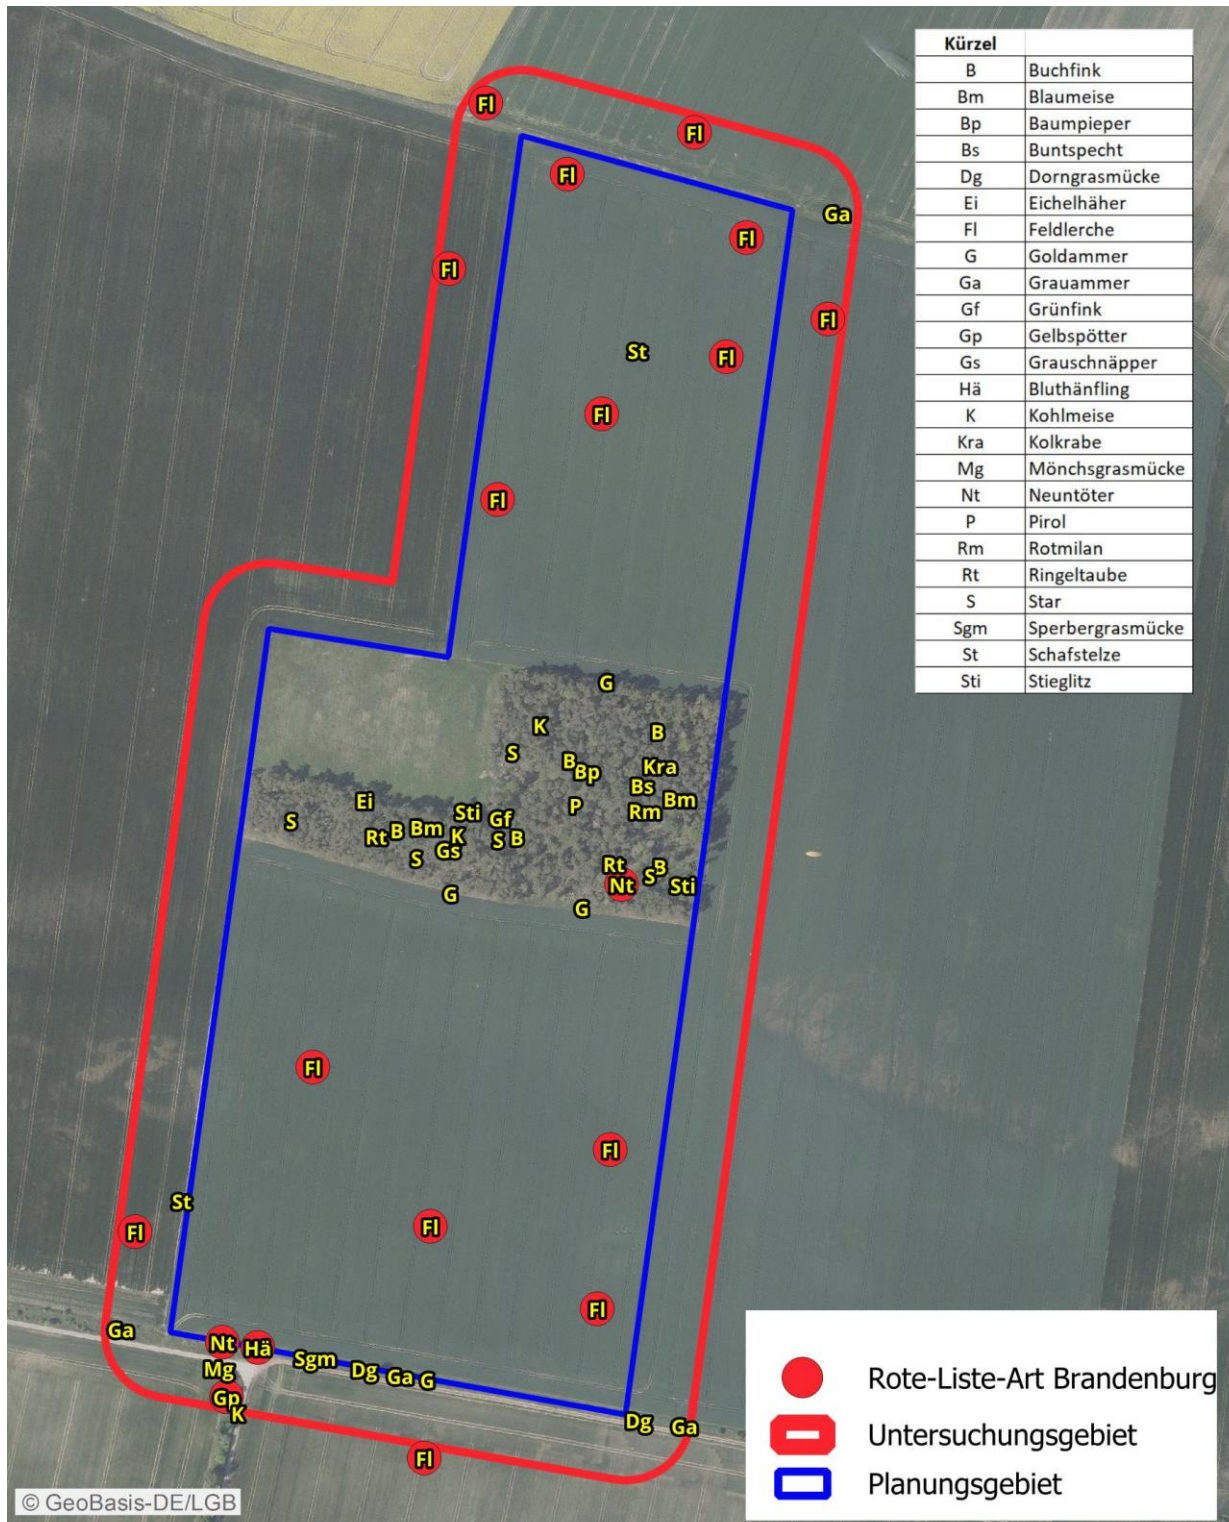 Kürzel
B Buchfink
Bm Blaumeise
Bp Baumpieper
Bs Buntspecht
Dg Dorngrasmücke
Ei Eichelhäher
Fl Feldlerche
G Goldammer
Ga Grauammer
Gf Grünfink
Gp Gelbspötter
Gs Grauschnäpper
Hä Bluthänfling
K Kohlmeise
Kra Kolkrabe
Mg Mönchsgrasmücke
Nt Neuntöter
P Pirol
Rm Rotmilan
Rt Ringeltaube
S Star
Sgm Sperbergrasmücke
St Schafstelze
Sti Stieglitz
Fl
Fl
Fl
Ga
Fl
Fl
Fl
St
Fl
Fl
Fl
G
K
B
S
B
Kra
Bp
Bs
Bm
Ei
P
Rm
Sti
Gf
S
Bm
Rt
B
K
S
B
Gs
S
Rt
B
S
Nt
Sti
G
G
Fl
Fl
St
Fl
Fl
Fl
Ga
Nt
Hä
Sgm
Mg
Dg
Ga
G
Gp
K
Dg
Ga
Fl
Rote-Liste-Art Brandenburg
Untersuchungsgebiet
Planungsgebiet
© GeoBasis-DE/LGB